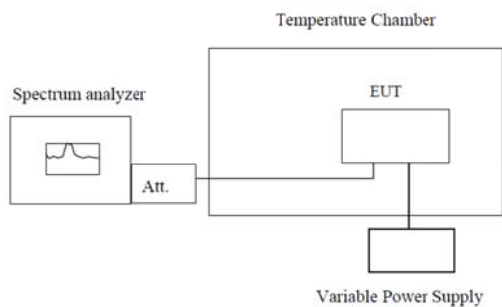 Temperature Chamber
Spectrum analyzer
EUT
Att.
Variable Power Supply